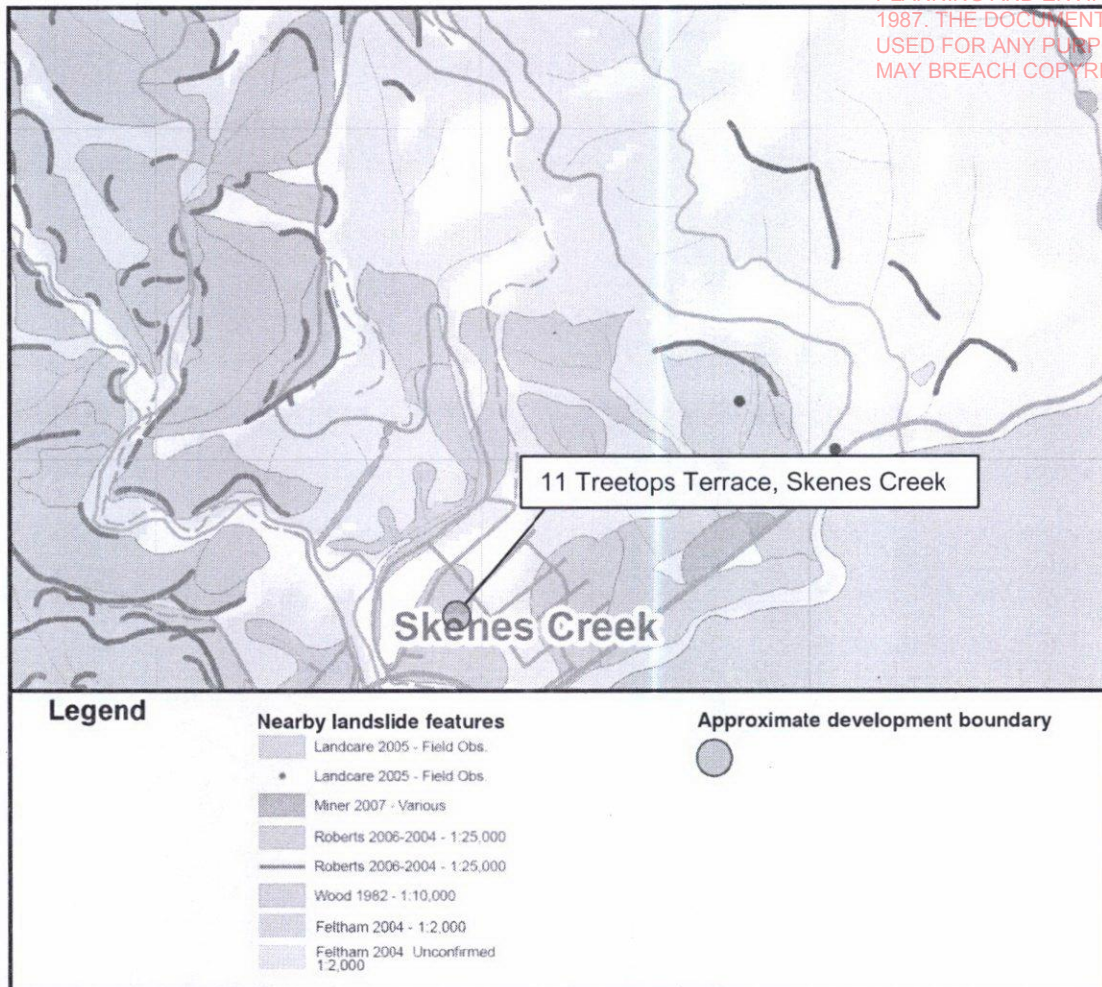 1987. THE DOCUMENT
USED FOR ANY PURP
MAY BREACH COPYRI
11 Treetops Terrace, Skenes Creek
Skenes Creek
Legend
Nearby landslide features
Landcare 2005 - Field Obs.
Landcare 2005 - Field Obs.
Miner 2007 - Various
Roberts 2006-2004 - 1:25,000
Roberts 2006-2004 - 1:25,000
Wood 1982 - 1:10,000
Feltham 2004 - 1:2,000
Feltham 2004 Unconfirmed
1:2,000
Approximate development boundary